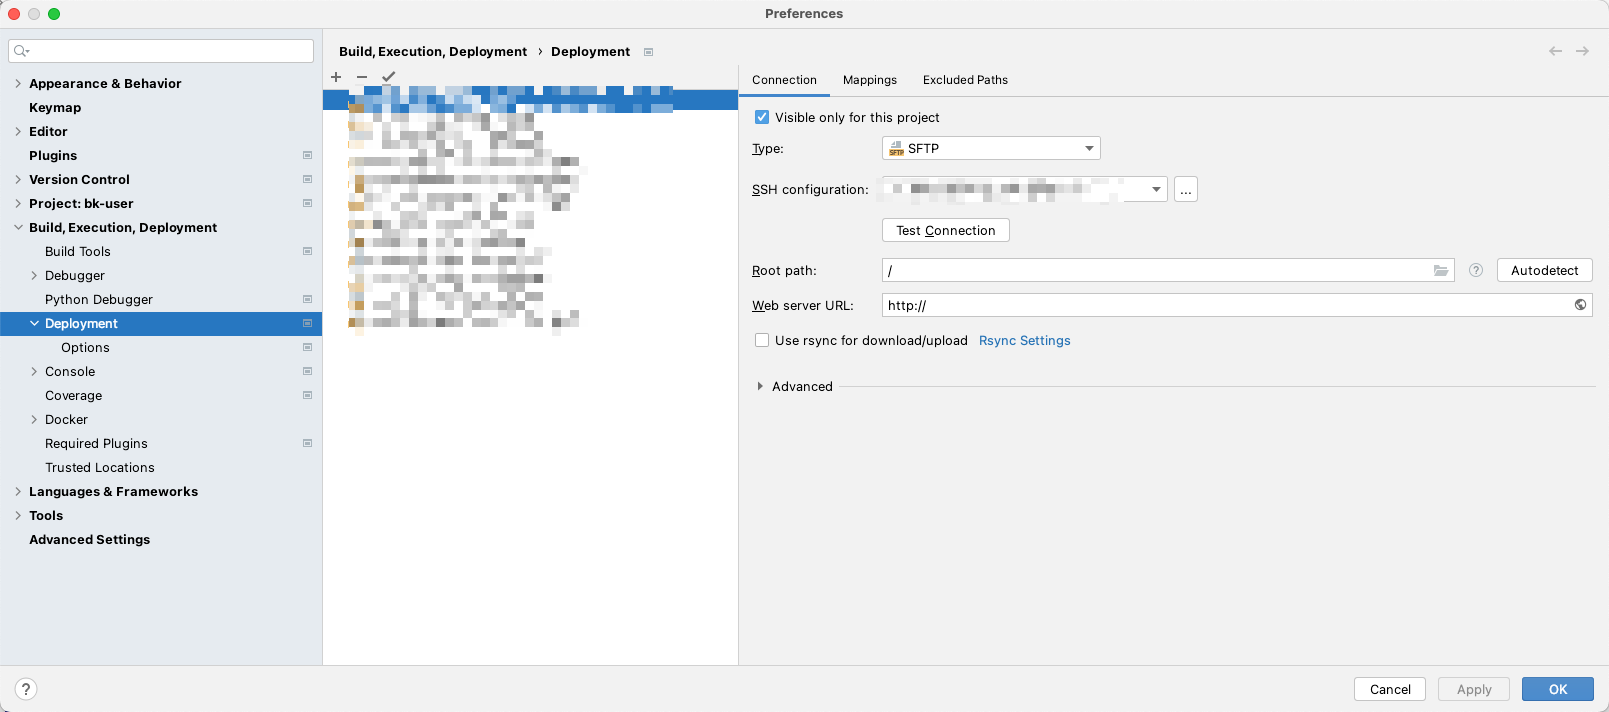 Preferences
Appearance & Behavior
Keymap
Editor
Plugins
Version Control
Project: bk-user
Build, Execution, Deployment
Build Tools
Debugger
Python Debugger
Deployment
Options
Console
Coverage
Docker
Required Plugins
Trusted Locations
Languages & Frameworks
Tools
Advanced Settings
Build, Execution, Deployment › Deployment
Connection Mappings Excluded Paths
Visible only for this project
Type: SFTP
SSH configuration: ...
Test Connection
Root path: / ? Autodetect
Web server URL: http://
Use rsync for download/upload Rsync Settings
Advanced
? Cancel Apply OK